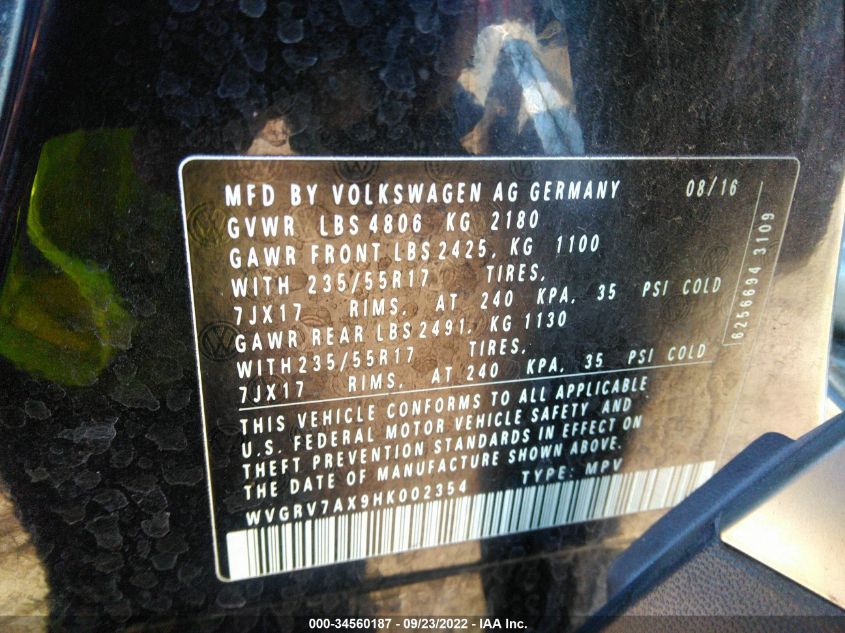 MFD BY VOLKSWAGEN AG GERMANY 08/16
GVWR LBS 4806 KG 2180
GAWR FRONT LBS 2425, KG 1100
WITH 235/55R17 TIRES,
7JX17 RIMS, AT 240 KPA, 35 PSI COLD
GAWR REAR LBS 2491, KG 1130
WITH 235/55R17 TIRES,
7JX17 RIMS, AT 240 KPA, 35 PSI COLD
THIS VEHICLE CONFORMS TO ALL APPLICABLE
U.S. FEDERAL MOTOR VEHICLE SAFETY AND
THEFT PREVENTION STANDARDS IN EFFECT ON
THE DATE OF MANUFACTURE SHOWN ABOVE.
WVGRV7AX9HK002354 TYPE: MPV
6256694 3109
000-34560187 - 09/23/2022 - IAA Inc.